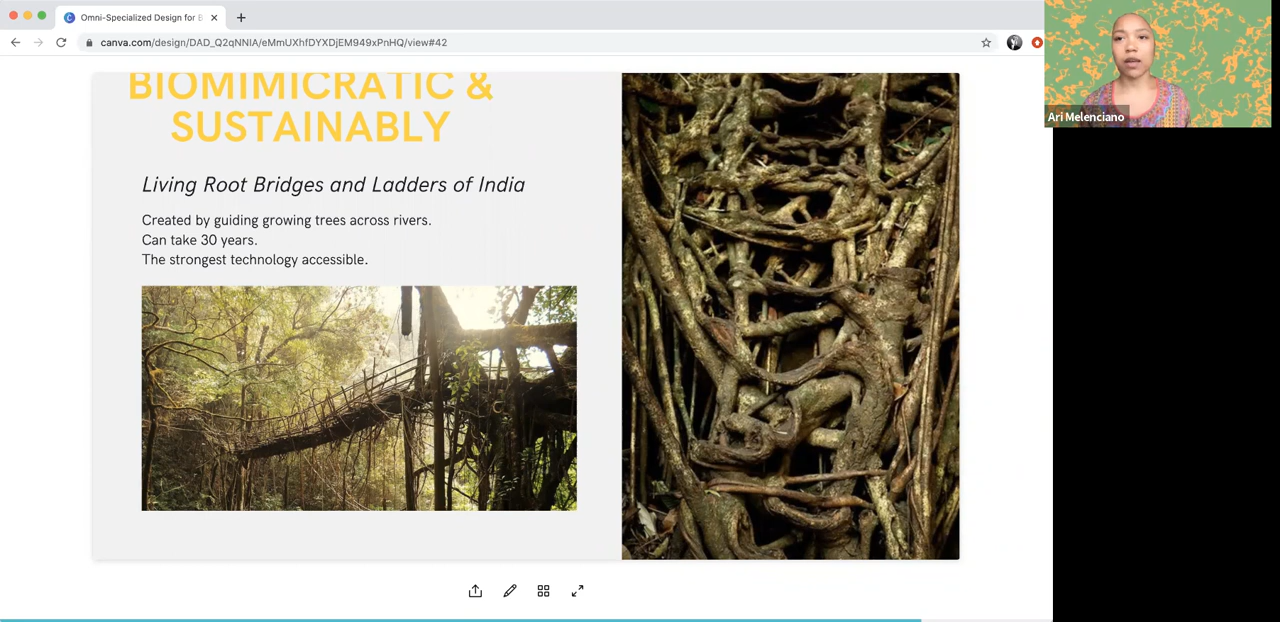 Omni-Specialized Design for B
canva.com/design/DAD_Q2qNNIA/eMmUXhfDYXDjEM949xPnHQ/view#42
Ari Melenciano
BIOMIMICRATIC &
SUSTAINABLY
Living Root Bridges and Ladders of India
Created by guiding growing trees across rivers.
Can take 30 years.
The strongest technology accessible.